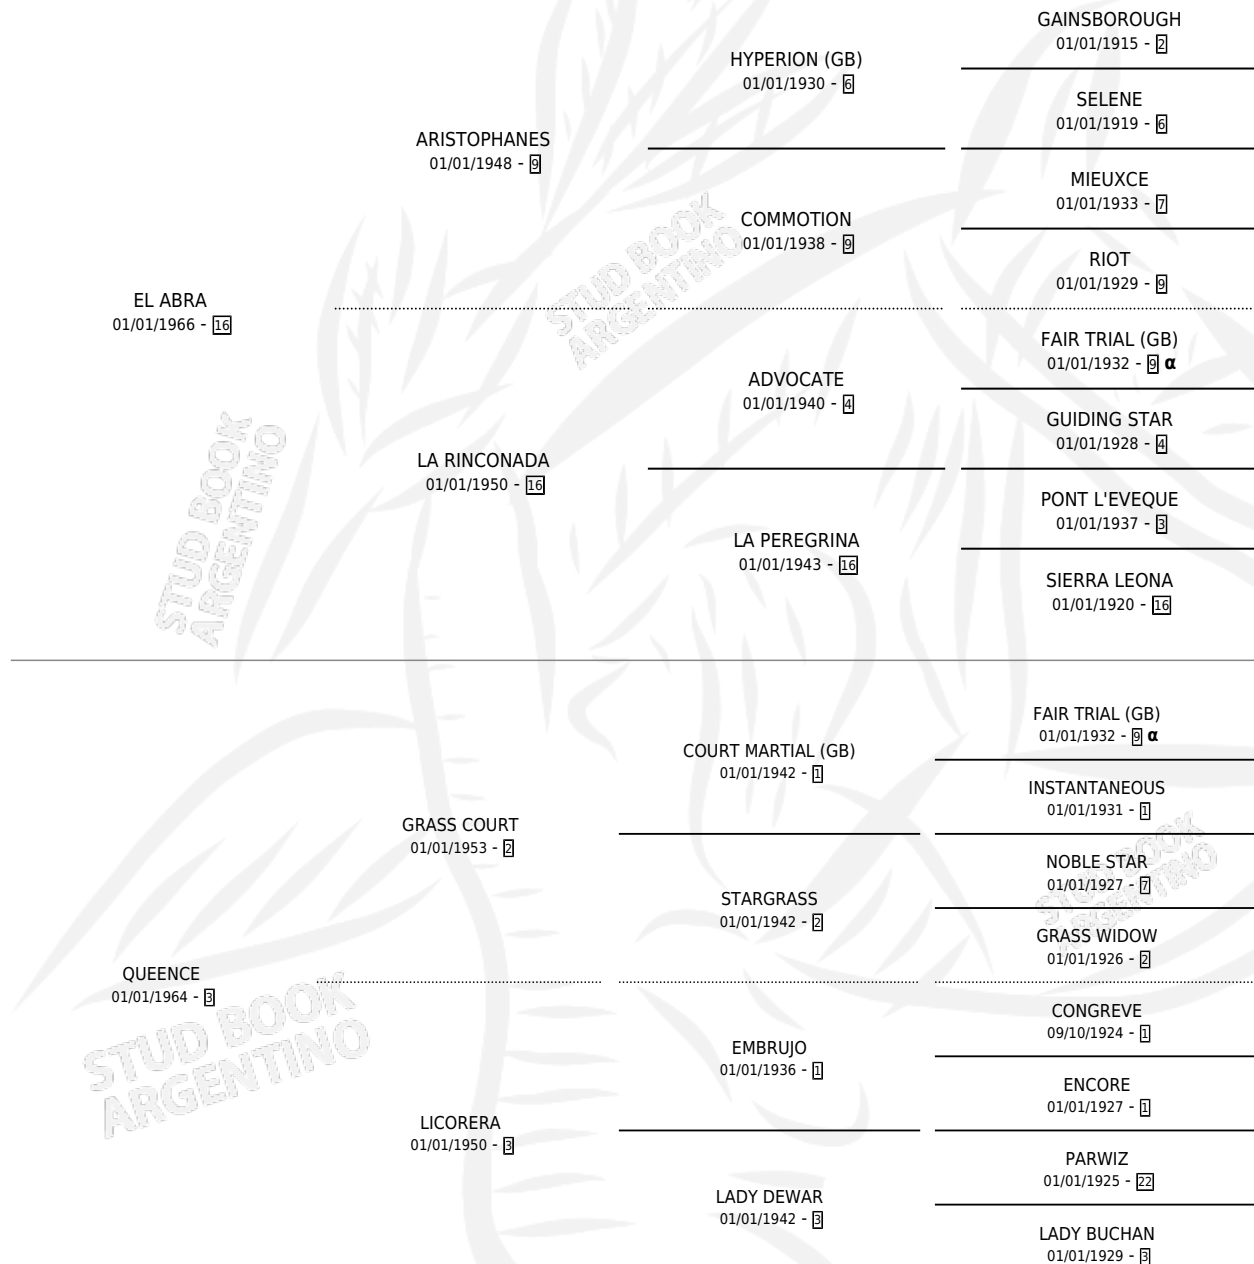 GAINSBOROUGH
01/01/1915 - 2
HYPERION (GB)
01/01/1930 - 6
SELENE
01/01/1919 - 6
ARISTOPHANES
01/01/1948 - 9
MIEUXCE
01/01/1933 - 7
COMMOTION
01/01/1938 - 9
RIOT
01/01/1929 - 9
EL ABRA
01/01/1966 - 16
FAIR TRIAL (GB)
01/01/1932 - 9 α
ADVOCATE
01/01/1940 - 4
GUIDING STAR
01/01/1928 - 4
LA RINCONADA
01/01/1950 - 16
PONT L'EVEQUE
01/01/1937 - 3
LA PEREGRINA
01/01/1943 - 16
SIERRA LEONA
01/01/1920 - 16
FAIR TRIAL (GB)
01/01/1932 - 9 α
COURT MARTIAL (GB)
01/01/1942 - 1
INSTANTANEOUS
01/01/1931 - 1
GRASS COURT
01/01/1953 - 2
NOBLE STAR
01/01/1927 - 7
STARGRASS
01/01/1942 - 2
GRASS WIDOW
01/01/1926 - 2
QUEENCE
01/01/1964 - 3
CONGREVE
09/10/1924 - 1
EMBRUJO
01/01/1936 - 1
ENCORE
01/01/1927 - 1
LICORERA
01/01/1950 - 3
PARWIZ
01/01/1925 - 22
LADY DEWAR
01/01/1942 - 3
LADY BUCHAN
01/01/1929 - 3
STUD BOOK
ARGENTINO
STUD BOOK
ARGENTINO
STUD BOOK
ARGENTINO
STUD BOOK
ARGENTINO